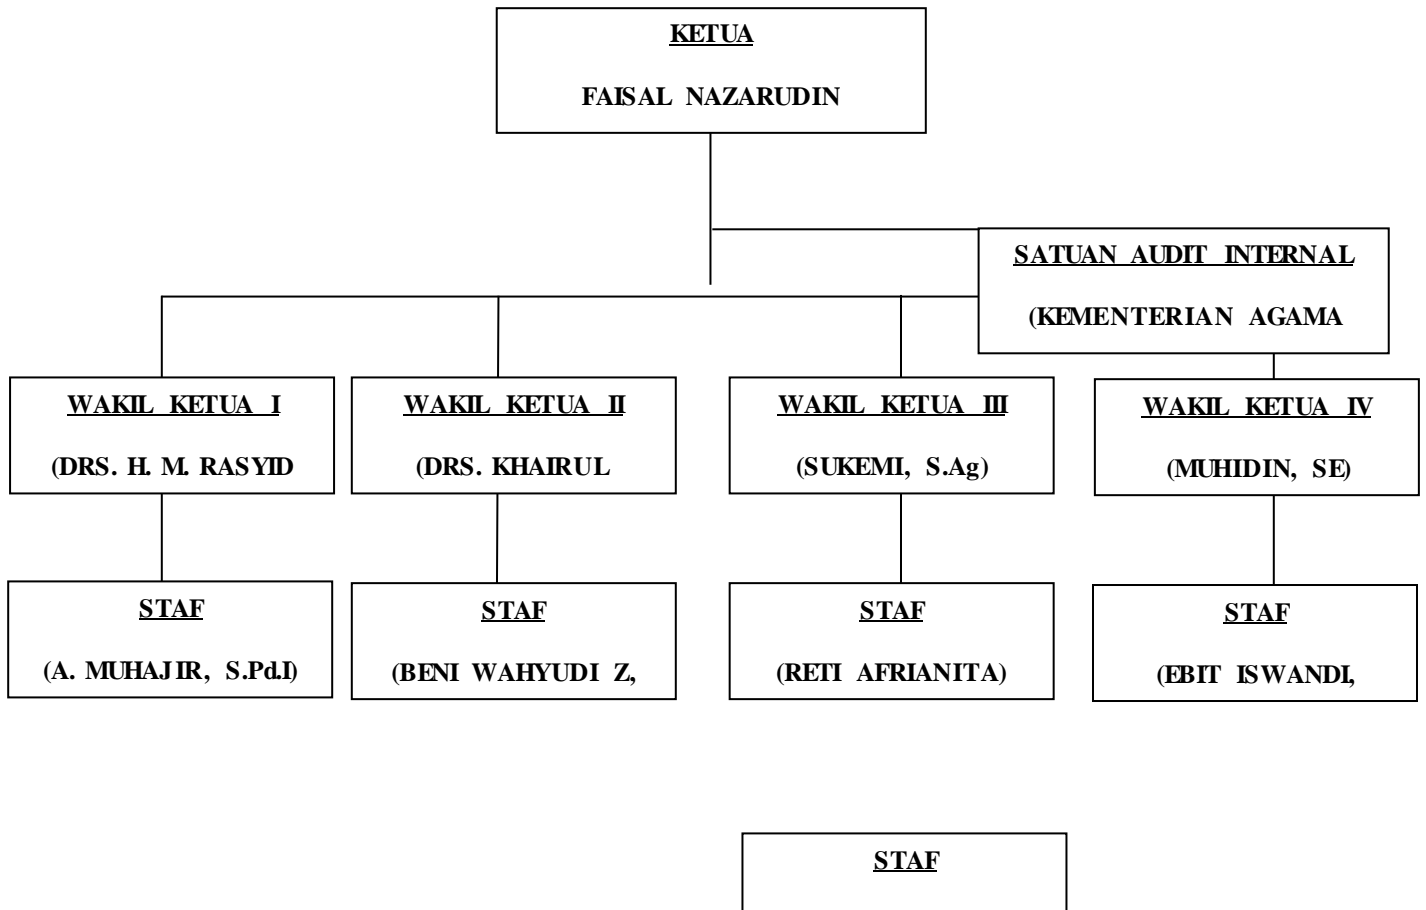 KETUA
FAISAL NAZARUDIN
SATUAN AUDIT INTERNAL
(KEMENTERIAN AGAMA
WAKIL KETUA I
(DRS. H. M. RASYID
WAKIL KETUA II
(DRS. KHAIRUL
WAKIL KETUA III
(SUKEMI, S.Ag)
WAKIL KETUA IV
(MUHIDIN, SE)
STAF
(A. MUHAJIR, S.Pd.I)
STAF
(BENI WAHYUDI Z,
STAF
(RETI AFRIANITA)
STAF
(EBIT ISWANDI,
STAF